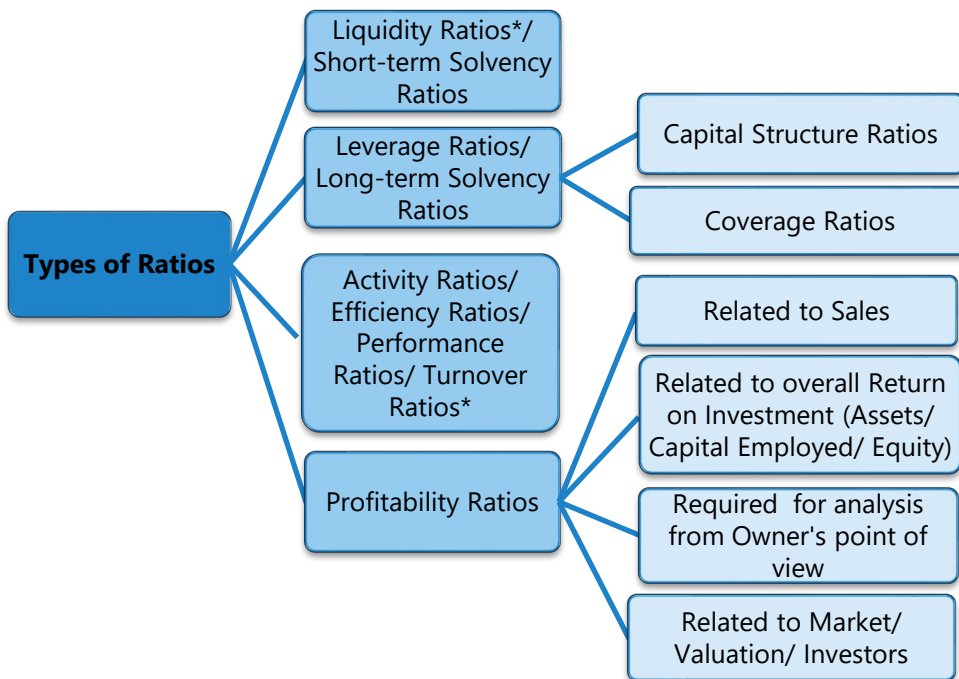 Types of Ratios
Liquidity Ratios*/
Short-term Solvency
Ratios
Leverage Ratios/
Long-term Solvency
Ratios
Capital Structure Ratios
Coverage Ratios
Activity Ratios/
Efficiency Ratios/
Performance
Ratios/ Turnover
Ratios*
Profitability Ratios
Related to Sales
Related to overall Return
on Investment (Assets/
Capital Employed/ Equity)
Required for analysis
from Owner's point of
view
Related to Market/
Valuation/ Investors